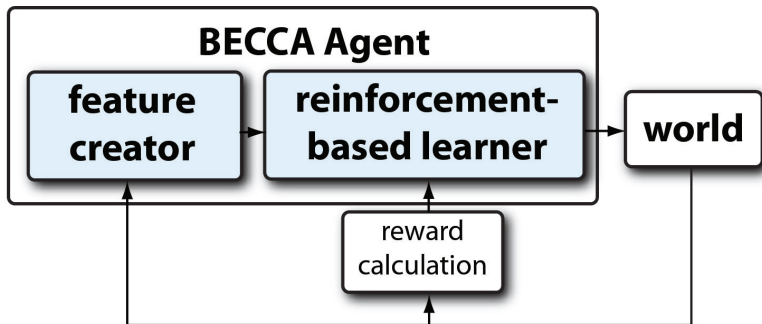 BECCA Agent
feature
creator
reinforcement-
based learner
world
reward
calculation